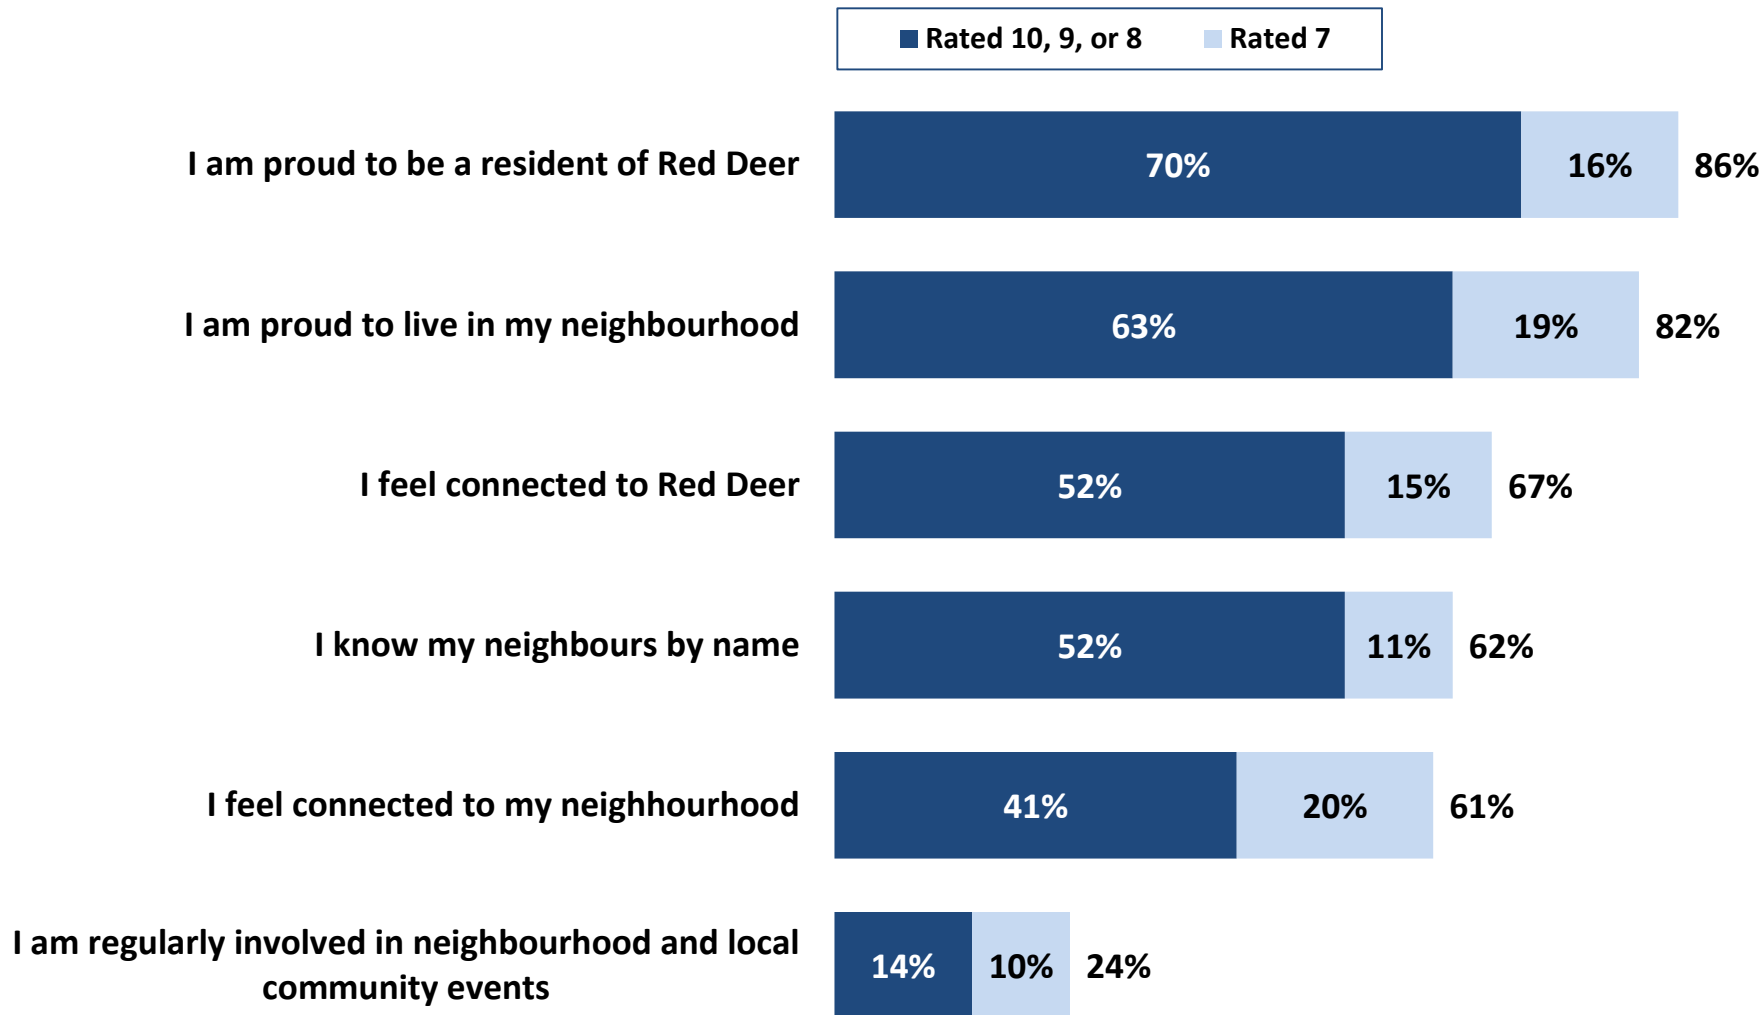 Rated 10, 9, or 8 Rated 7
I am proud to be a resident of Red Deer 70% 16% 86%
I am proud to live in my neighbourhood 63% 19% 82%
I feel connected to Red Deer 52% 15% 67%
I know my neighbours by name 52% 11% 62%
I feel connected to my neighhourhood 41% 20% 61%
I am regularly involved in neighbourhood and local
community events 14% 10% 24%